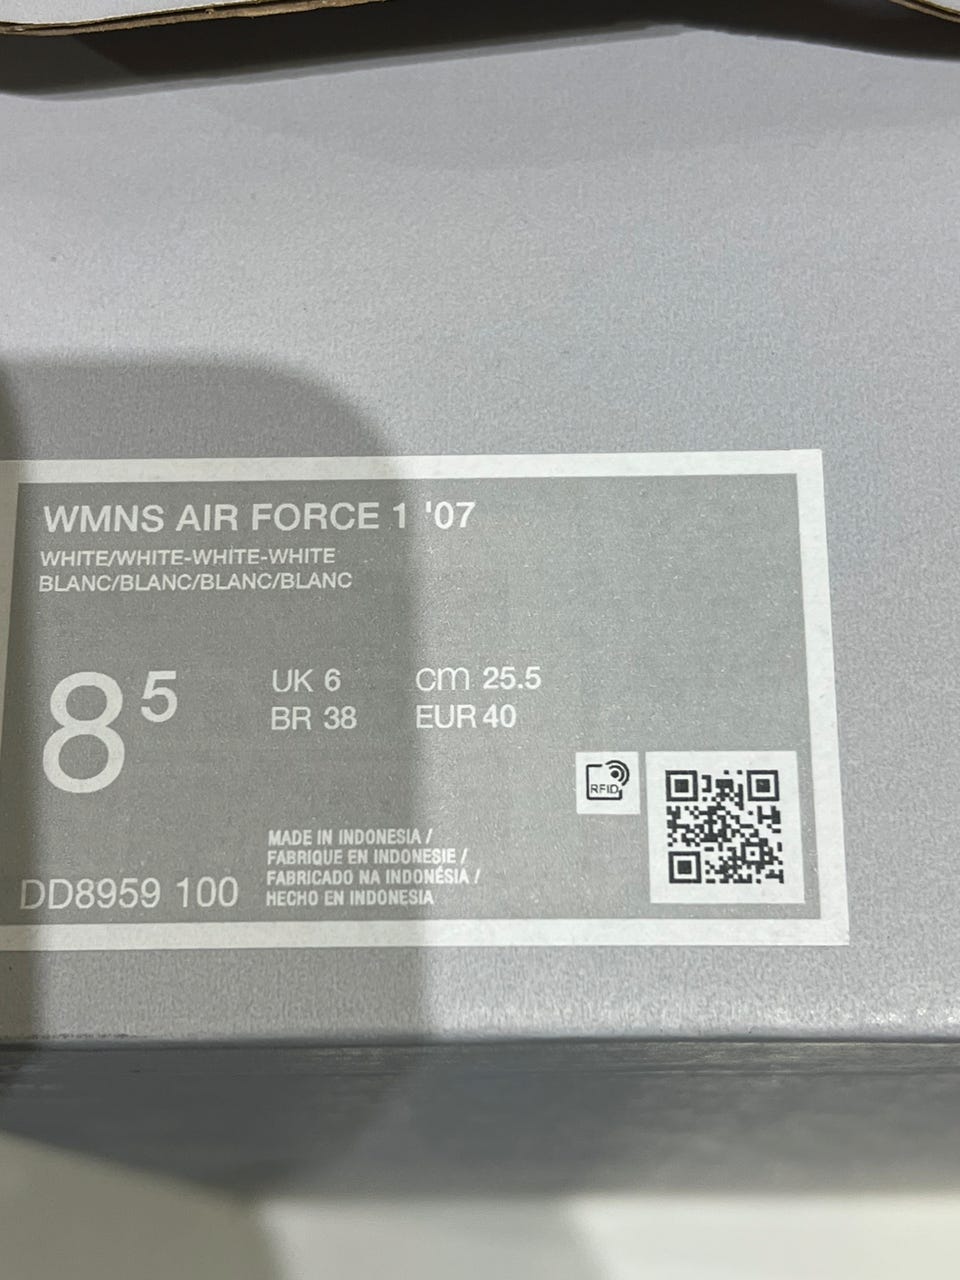 WMNS AIR FORCE 1 '07
WHITE/WHITE-WHITE-WHITE
BLANC/BLANC/BLANC/BLANC
8 5
UK 6 cm 25.5
BR 38 EUR 40
RFID
MADE IN INDONESIA /
FABRIQUE EN INDONESIE /
FABRICADO NA INDONÉSIA /
HECHO EN INDONESIA
DD8959 100